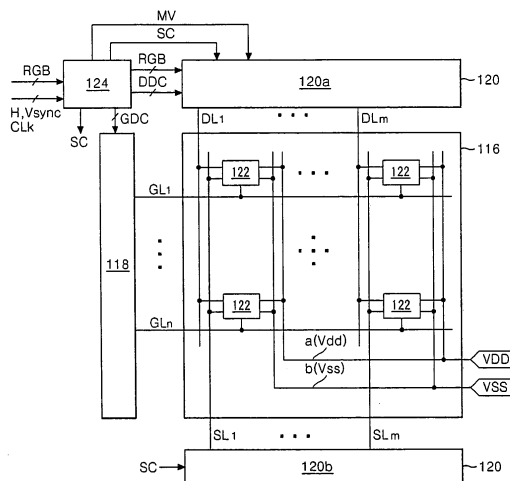 MV
SC
RGB
RGB
124
DDC
120a
120
H,Vsync
CLk
GDC
SC
DL1
DLm
116
122
122
GL1
118
122
122
GLn
a(Vdd)
VDD
b(Vss)
VSS
SL1
SLm
SC
120b
120